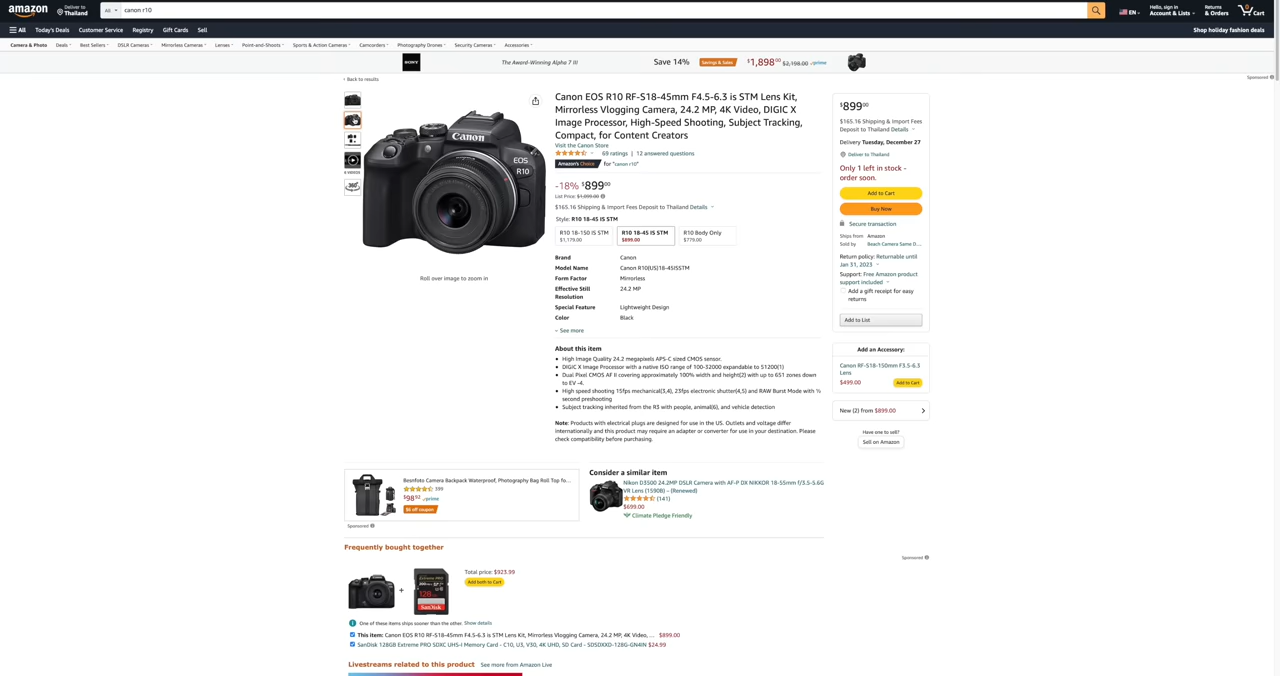 amazon
Deliver to
Thailand
All
canon r10
EN
Hello, sign in
Account & Lists
Returns
& Orders
0
Cart
All
Today's Deals
Customer Service
Registry
Gift Cards
Sell
Shop holiday fashion deals
Camera & Photo
Deals
Best Sellers
DSLR Cameras
Mirrorless Cameras
Lenses
Point-and-Shoots
Sports & Action Cameras
Camcorders
Photography Drones
Security Cameras
Accessories
SONY
The Award-Winning Alpha 7 III
Save 14%
Savings & Sales
$1,898.00
$2,198.00
prime
Sponsored
‹ Back to results
6 VIDEOS
360°
Canon
EOS
R10
Roll over image to zoom in
Canon EOS R10 RF-S18-45mm F4.5-6.3 is STM Lens Kit,
Mirrorless Vlogging Camera, 24.2 MP, 4K Video, DIGIC X
Image Processor, High-Speed Shooting, Subject Tracking,
Compact, for Content Creators
Visit the Canon Store
69 ratings | 12 answered questions
Amazon's Choice for "canon r10"
-18% $899.00
List Price: $1,099.00
$165.16 Shipping & Import Fees Deposit to Thailand Details
Style: R10 18-45 IS STM
R10 18-150 IS STM
$1,179.00
R10 18-45 IS STM
$899.00
R10 Body Only
$779.00
Brand Canon
Model Name Canon R10(US)18-45ISSTM
Form Factor Mirrorless
Effective Still
Resolution
24.2 MP
Special Feature Lightweight Design
Color Black
See more
About this item
• High Image Quality 24.2 megapixels APS-C sized CMOS sensor.
• DIGIC X Image Processor with a native ISO range of 100-32000 expandable to 51200(1)
• Dual Pixel CMOS AF II covering approximately 100% width and height(2) with up to 651 zones down
to EV -4.
• High speed shooting 15fps mechanical(3,4), 23fps electronic shutter(4,5) and RAW Burst Mode with ½
second preshooting
• Subject tracking inherited from the R3 with people, animal(6), and vehicle detection
Note: Products with electrical plugs are designed for use in the US. Outlets and voltage differ
internationally and this product may require an adapter or converter for use in your destination. Please
check compatibility before purchasing.
$899.00
$165.16 Shipping & Import Fees
Deposit to Thailand Details
Delivery Tuesday, December 27
Deliver to Thailand
Only 1 left in stock -
order soon.
Add to Cart
Buy Now
Secure transaction
Ships from Amazon
Sold by Beach Camera Same D...
Return policy: Returnable until
Jan 31, 2023
Support: Free Amazon product
support included
Add a gift receipt for easy
returns
Add to List
Add an Accessory:
Canon RF-S18-150mm F3.5-6.3
Lens
$499.00
Add to Cart
New (2) from $899.00
Have one to sell?
Sell on Amazon
Besnfoto Camera Backpack Waterproof, Photography Bag Roll Top fo...
399
$98.92 prime
$6 off coupon
Sponsored
Consider a similar item
Nikon D3500 24.2MP DSLR Camera with AF-P DX NIKKOR 18-55mm f/3.5-5.6G
VR Lens (1590B) - (Renewed)
(141)
$699.00
Climate Pledge Friendly
Frequently bought together
Sponsored
+
Total price: $923.99
Add both to Cart
128
SanDisk
One of these items ships sooner than the other. Show details
This item: Canon EOS R10 RF-S18-45mm F4.5-6.3 is STM Lens Kit, Mirrorless Vlogging Camera, 24.2 MP, 4K Video, ... $899.00
SanDisk 128GB Extreme PRO SDXC UHS-I Memory Card - C10, U3, V30, 4K UHD, SD Card - SDSDXXD-128G-GN4IN $24.99
Livestreams related to this product
See more from Amazon Live